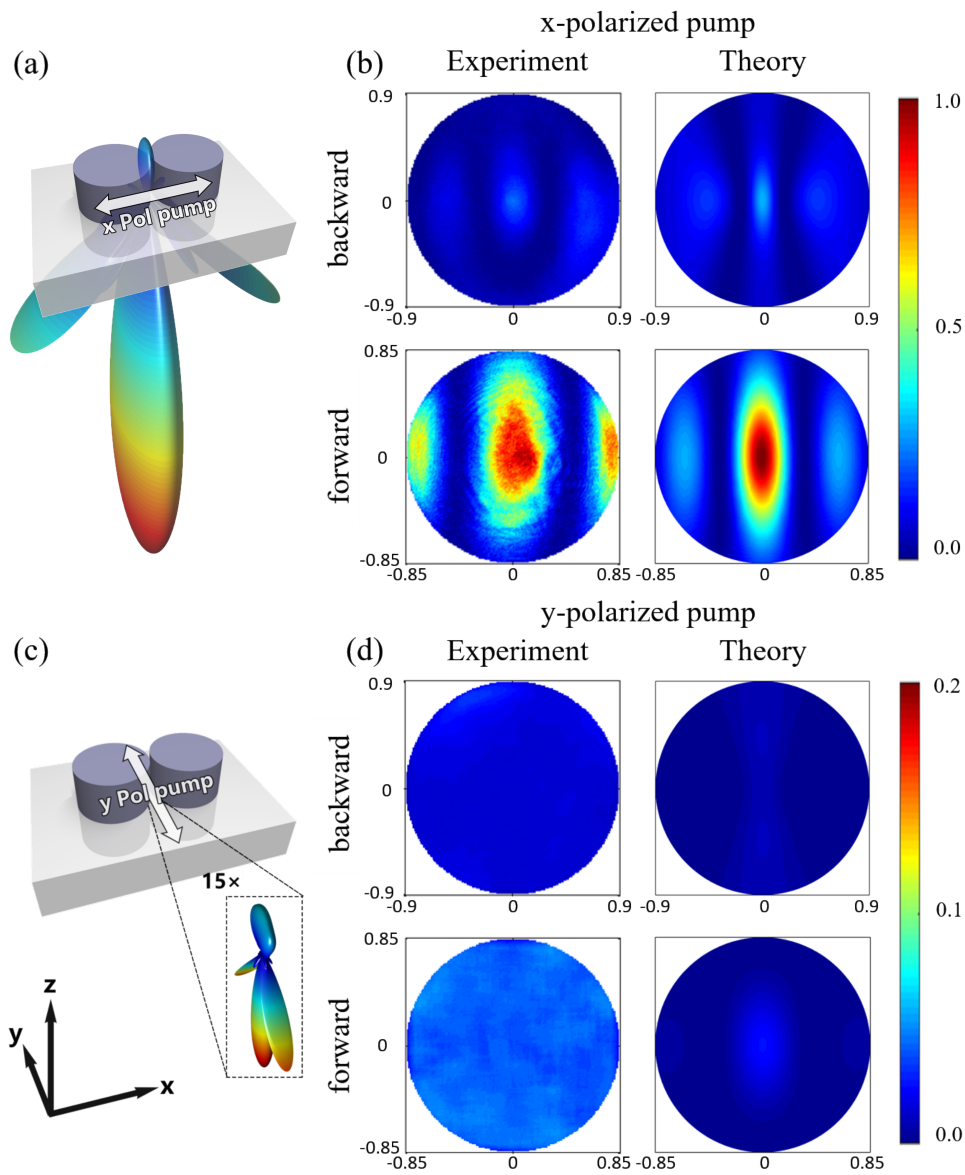 x-polarized pump
(a)
(b)
Experiment
Theory
x Pol pump
backward
0.9
0
-0.9
-0.9 0 0.9
-0.9 0 0.9
forward
0.85
0
-0.85
-0.85 0 0.85
-0.85 0 0.85
1.0
0.5
0.0
y-polarized pump
(c)
(d)
Experiment
Theory
y Pol pump
15×
z
y
x
backward
0.9
0
-0.9
-0.9 0 0.9
-0.9 0 0.9
forward
0.85
0
-0.85
-0.85 0 0.85
-0.85 0 0.85
0.2
0.1
0.0